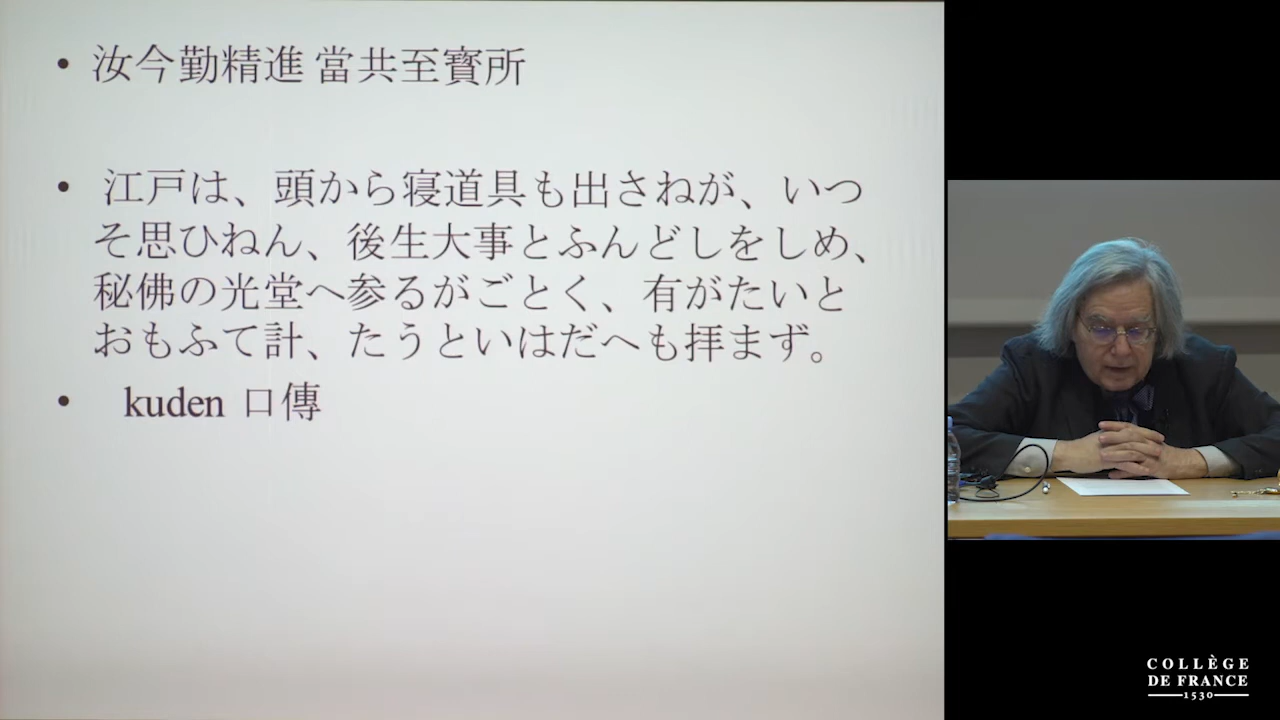 • 汝今勤精進 當共至寳所
• 江戸は、頭から寝道具も出さねが、いつ
そ思ひねん、後生大事とふんどしをしめ、
秘佛の光堂へ参るがごとく、有がたいと
おもふて計、たうといはだへも拝まず。
• kuden 口傳
COLLÈGE
DE FRANCE
1530